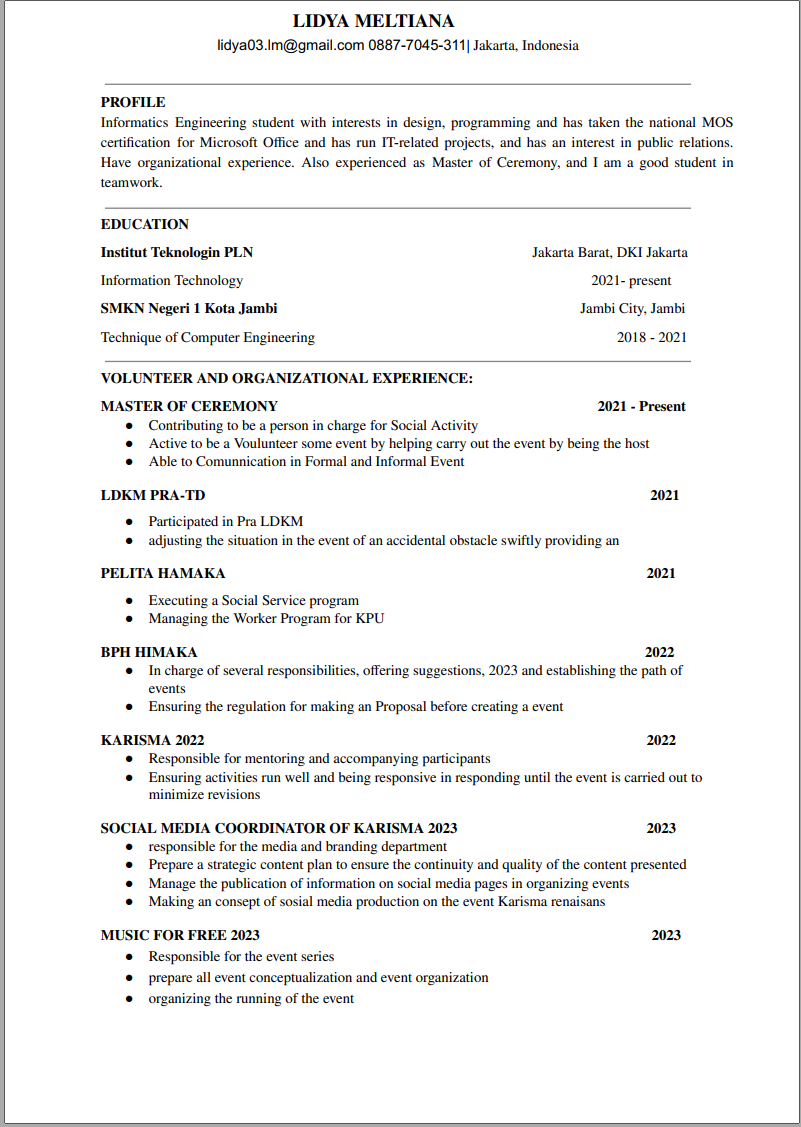 LIDYA MELTIANA
lidya03.lm@gmail.com 0887-7045-311| Jakarta, Indonesia
PROFILE
Informatics Engineering student with interests in design, programming and has taken the national MOS
certification for Microsoft Office and has run IT-related projects, and has an interest in public relations.
Have organizational experience. Also experienced as Master of Ceremony, and I am a good student in
teamwork.
EDUCATION
Institut Teknologin PLN Jakarta Barat, DKI Jakarta
Information Technology 2021- present
SMKN Negeri 1 Kota Jambi Jambi City, Jambi
Technique of Computer Engineering 2018 - 2021
VOLUNTEER AND ORGANIZATIONAL EXPERIENCE:
MASTER OF CEREMONY 2021 - Present
● Contributing to be a person in charge for Social Activity
● Active to be a Voulunteer some event by helping carry out the event by being the host
● Able to Comunnication in Formal and Informal Event
LDKM PRA-TD 2021
● Participated in Pra LDKM
● adjusting the situation in the event of an accidental obstacle swiftly providing an
PELITA HAMAKA 2021
● Executing a Social Service program
● Managing the Worker Program for KPU
BPH HIMAKA 2022
● In charge of several responsibilities, offering suggestions, 2023 and establishing the path of
events
● Ensuring the regulation for making an Proposal before creating a event
KARISMA 2022 2022
● Responsible for mentoring and accompanying participants
● Ensuring activities run well and being responsive in responding until the event is carried out to
minimize revisions
SOCIAL MEDIA COORDINATOR OF KARISMA 2023 2023
● responsible for the media and branding department
● Prepare a strategic content plan to ensure the continuity and quality of the content presented
● Manage the publication of information on social media pages in organizing events
● Making an consept of sosial media production on the event Karisma renaisans
MUSIC FOR FREE 2023 2023
● Responsible for the event series
● prepare all event conceptualization and event organization
● organizing the running of the event